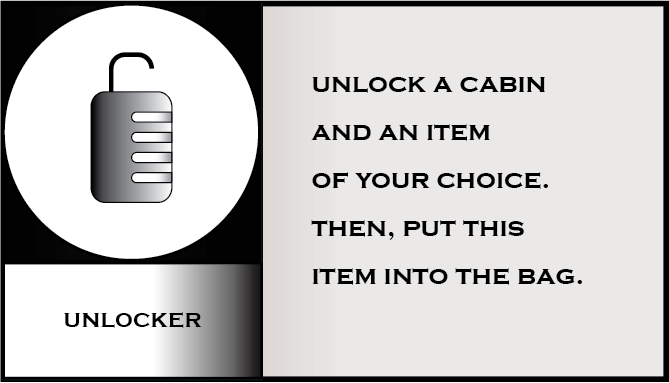 UNLOCK A CABIN
AND AN ITEM
OF YOUR CHOICE.
THEN, PUT THIS
ITEM INTO THE BAG.
UNLOCKER